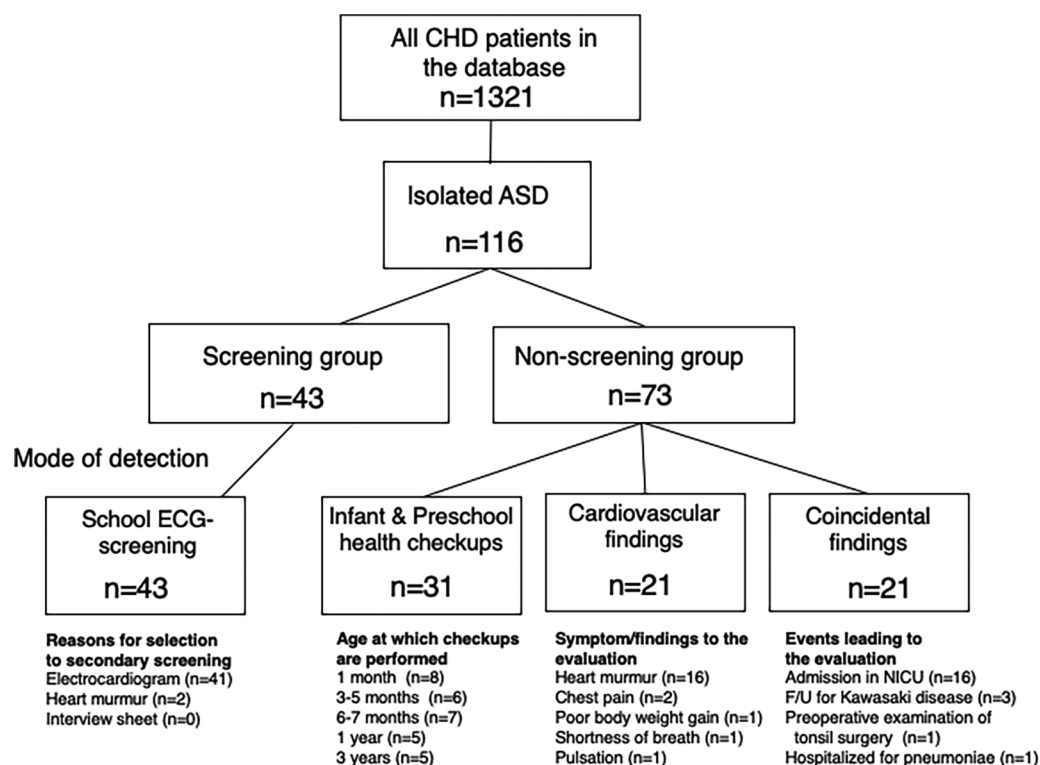 All CHD patients in
the database
n=1321
Isolated ASD
n=116
Screening group
n=43
Non-screening group
n=73
Mode of detection
School ECG-
screening
n=43
Infant & Preschool
health checkups
n=31
Cardiovascular
findings
n=21
Coincidental
findings
n=21
Reasons for selection
to secondary screening
Electrocardiogram (n=41)
Heart murmur (n=2)
Interview sheet (n=0)
Age at which checkups
are performed
1 month (n=8)
3-5 months (n=6)
6-7 months (n=7)
1 year (n=5)
3 years (n=5)
Symptom/findings to the
evaluation
Heart murmur (n=16)
Chest pain (n=2)
Poor body weight gain (n=1)
Shortness of breath (n=1)
Pulsation (n=1)
Events leading to
the evaluation
Admission in NICU (n=16)
F/U for Kawasaki disease (n=3)
Preoperative examination of
tonsil surgery (n=1)
Hospitalized for pneumoniae (n=1)